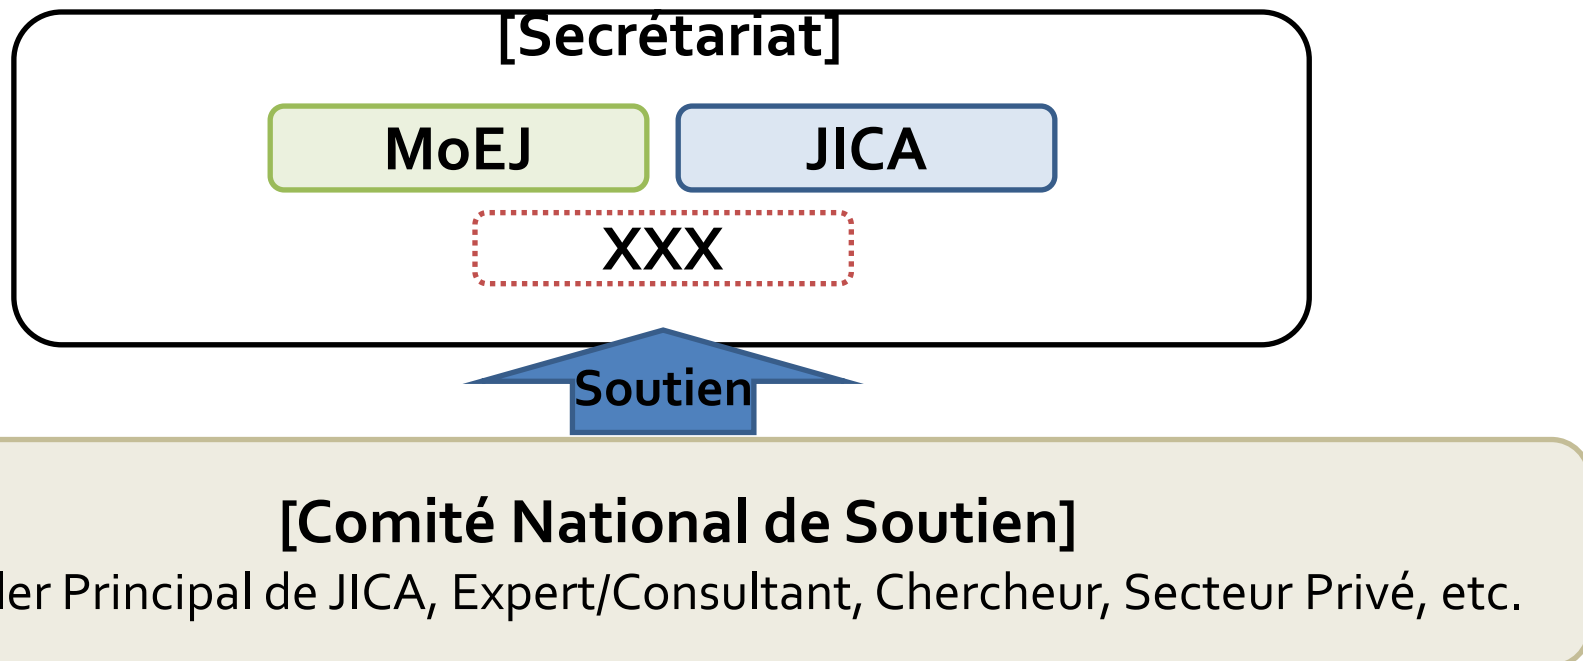 [Secrétariat]
MoEJ JICA
XXX
Soutien
[Comité National de Soutien]
Principal de JICA, Expert/Consultant, Chercheur, Secteur Privé, etc.